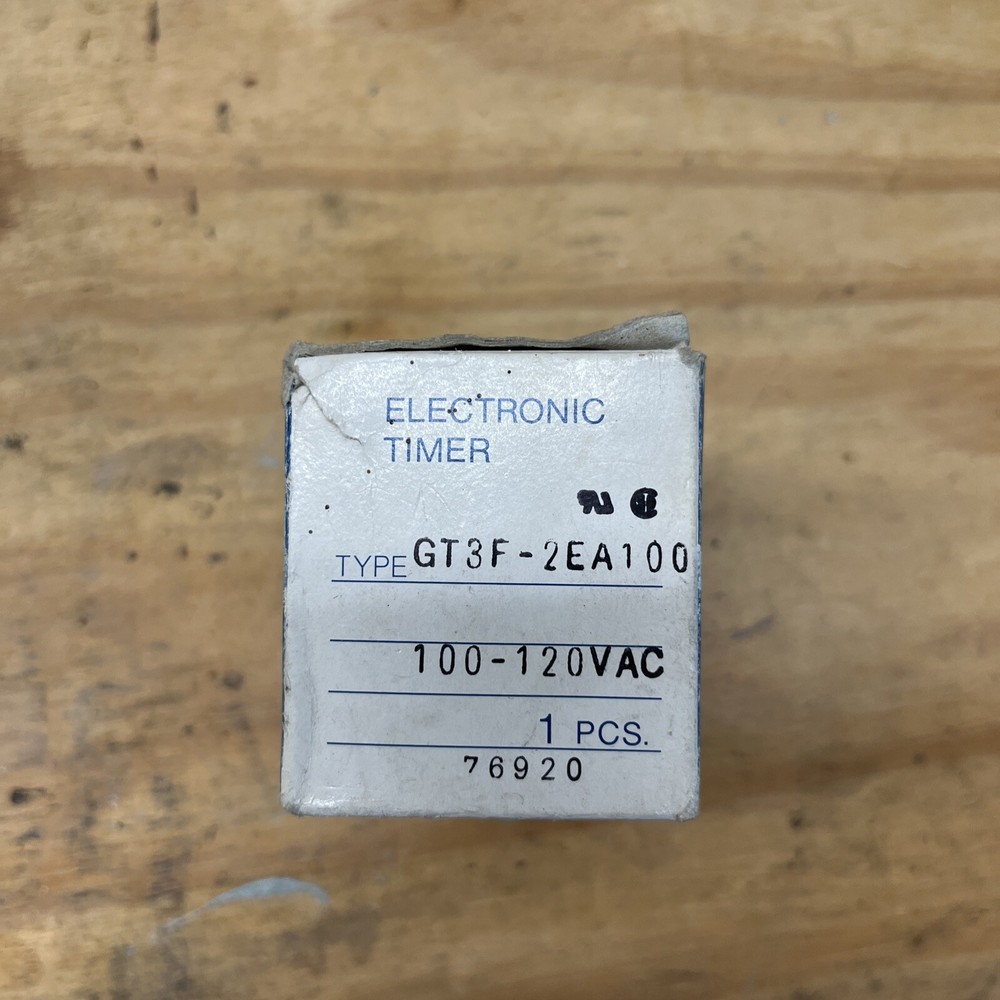 ELECTRONIC
TIMER
TYPE GT3F-2EA100
100-120VAC
1 PCS.
76920